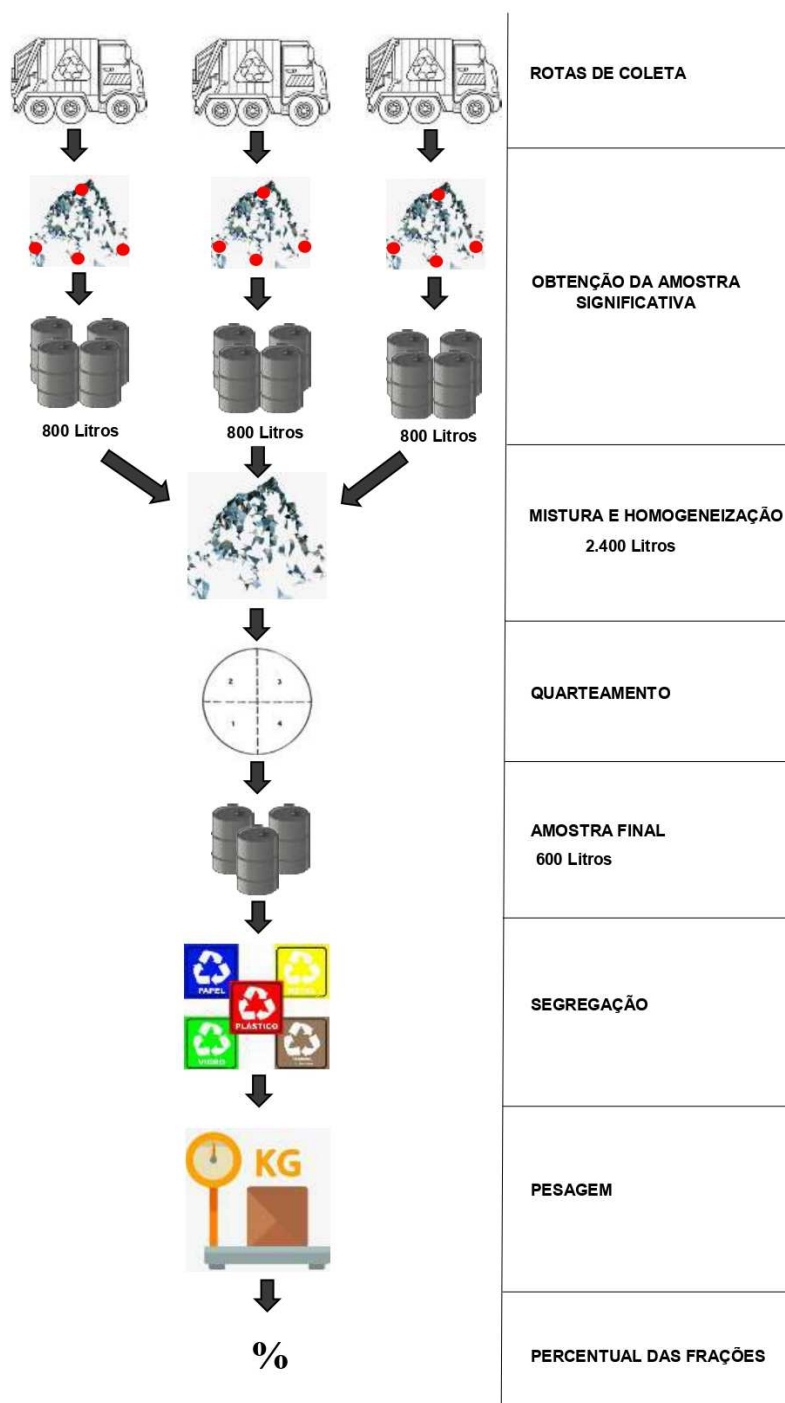 ROTAS DE COLETA
OBTENÇÃO DA AMOSTRA
SIGNIFICATIVA
800 Litros
800 Litros
800 Litros
MISTURA E HOMOGENEIZAÇÃO
2.400 Litros
2
3
1
4
QUARTEAMENTO
AMOSTRA FINAL
600 Litros
PAPEL
PLÁSTICO
VIDRO
SEGREGAÇÃO
KG
PESAGEM
%
PERCENTUAL DAS FRAÇÕES